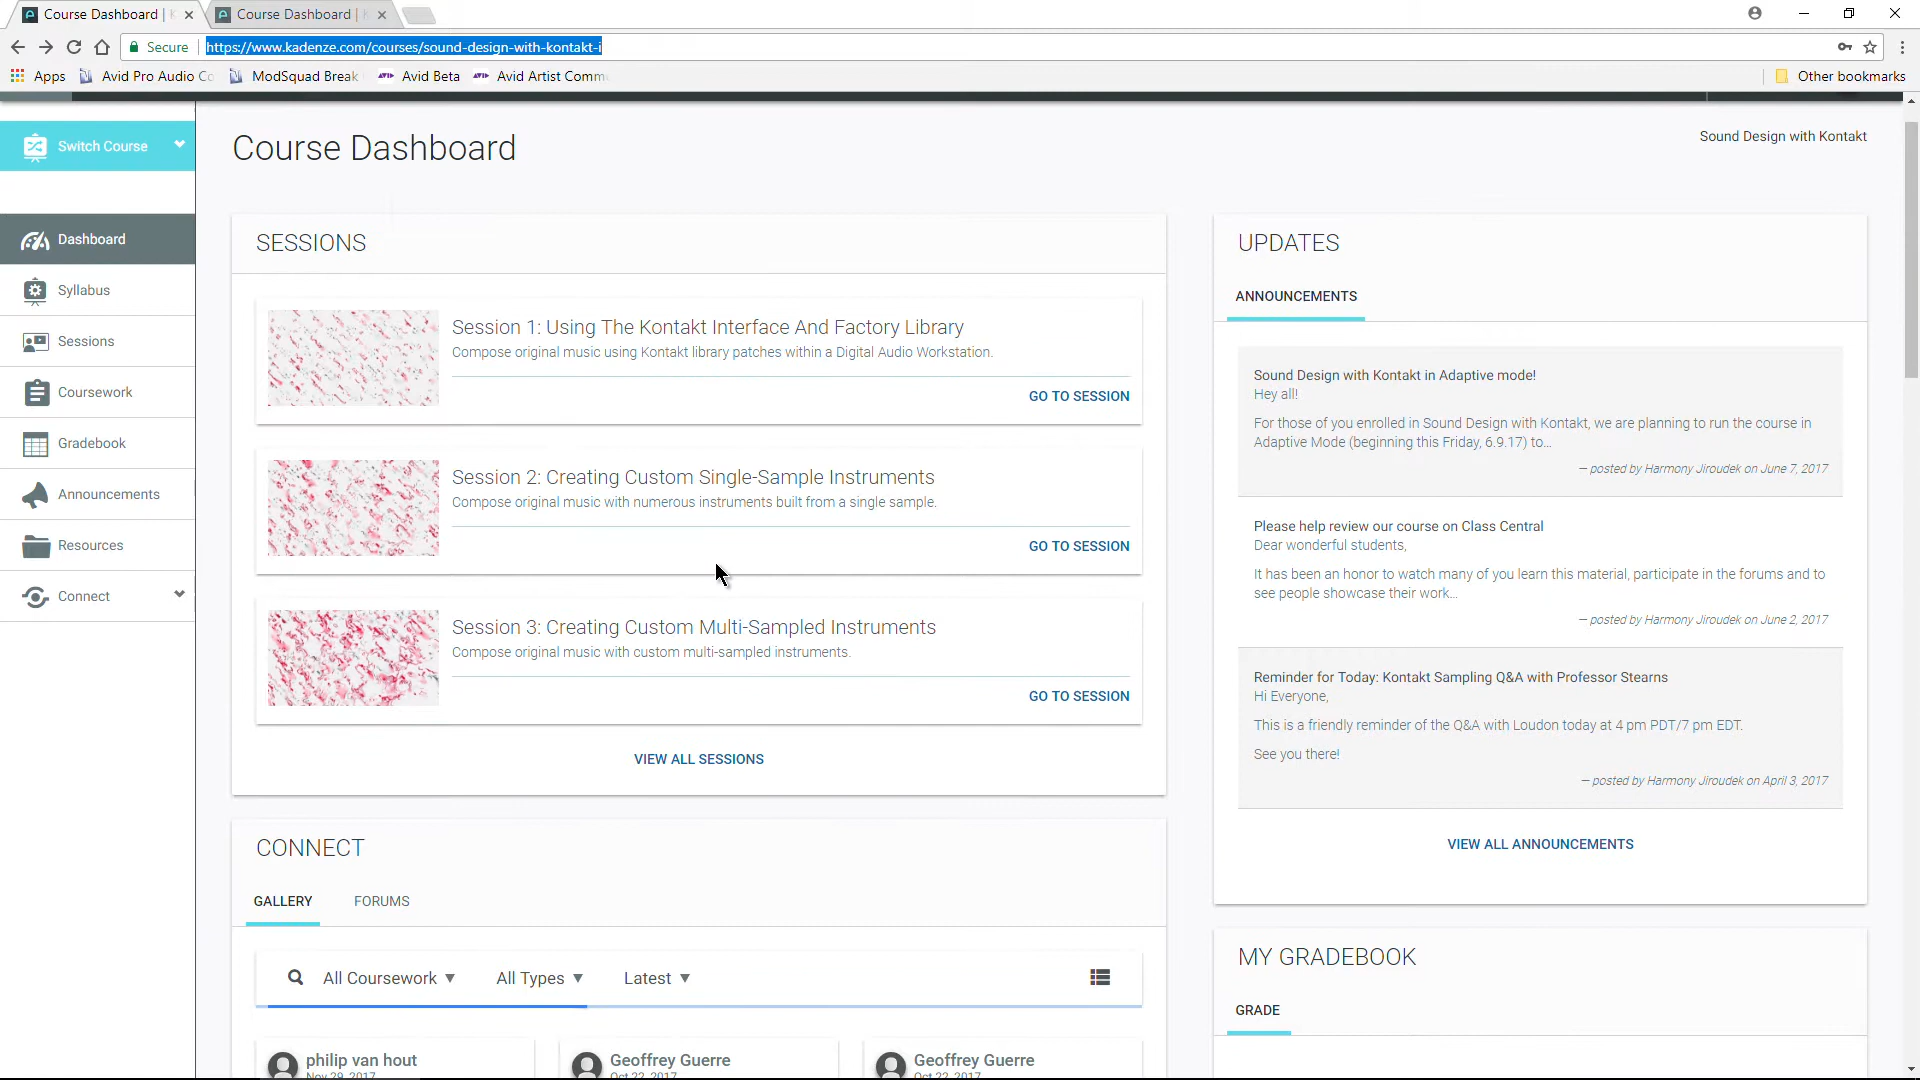 Course Dashboard |
Course Dashboard |
Secure
https://www.kadenze.com/courses/sound-design-with-kontakt-i
Apps
Avid Pro Audio Co
ModSquad Break
Avid Beta
Avid Artist Comm
Other bookmarks
Switch Course
Course Dashboard
Sound Design with Kontakt
Dashboard
Syllabus
Sessions
Coursework
Gradebook
Announcements
Resources
Connect
SESSIONS
Session 1: Using The Kontakt Interface And Factory Library
Compose original music using Kontakt library patches within a Digital Audio Workstation.
GO TO SESSION
Session 2: Creating Custom Single-Sample Instruments
Compose original music with numerous instruments built from a single sample.
GO TO SESSION
Session 3: Creating Custom Multi-Sampled Instruments
Compose original music with custom multi-sampled instruments.
GO TO SESSION
VIEW ALL SESSIONS
UPDATES
ANNOUNCEMENTS
Sound Design with Kontakt in Adaptive mode!
Hey all!
For those of you enrolled in Sound Design with Kontakt, we are planning to run the course in
Adaptive Mode (beginning this Friday, 6.9.17) to...
— posted by Harmony Jiroudek on June 7, 2017
Please help review our course on Class Central
Dear wonderful students,
It has been an honor to watch many of you learn this material, participate in the forums and to
see people showcase their work...
— posted by Harmony Jiroudek on June 2, 2017
Reminder for Today: Kontakt Sampling Q&A with Professor Stearns
Hi Everyone,
This is a friendly reminder of the Q&A with Loudon today at 4 pm PDT/7 pm EDT.
See you there!
— posted by Harmony Jiroudek on April 3, 2017
VIEW ALL ANNOUNCEMENTS
CONNECT
GALLERY
FORUMS
All Coursework
All Types
Latest
philip van hout
Nov 29, 2017
Geoffrey Guerre
Oct 22, 2017
Geoffrey Guerre
Oct 22, 2017
MY GRADEBOOK
GRADE